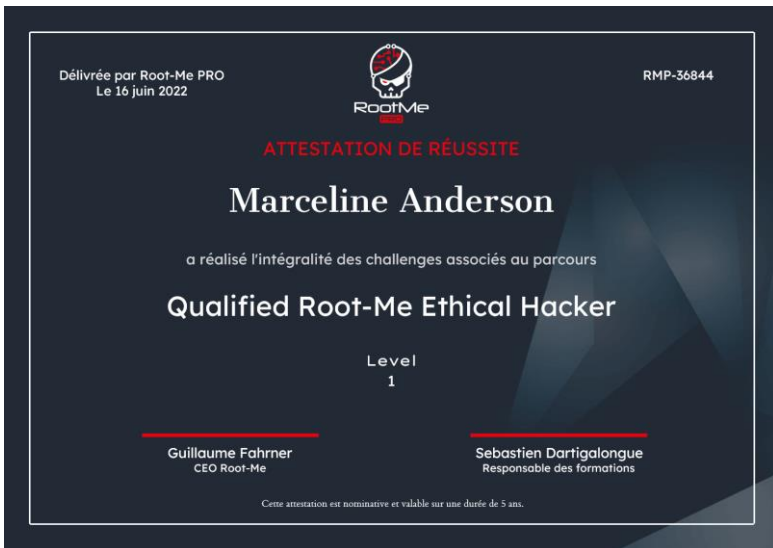 Délivrée par Root-Me PRO
Le 16 juin 2022
RMP-36844
RootMe
PRO
ATTESTATION DE RÉUSSITE
Marceline Anderson
a réalisé l'intégralité des challenges associés au parcours
Qualified Root-Me Ethical Hacker
Level
1
Guillaume Fahrner
CEO Root-Me
Sebastien Dartigalongue
Responsable des formations
Cette attestation est nominative et valable sur une durée de 5 ans.